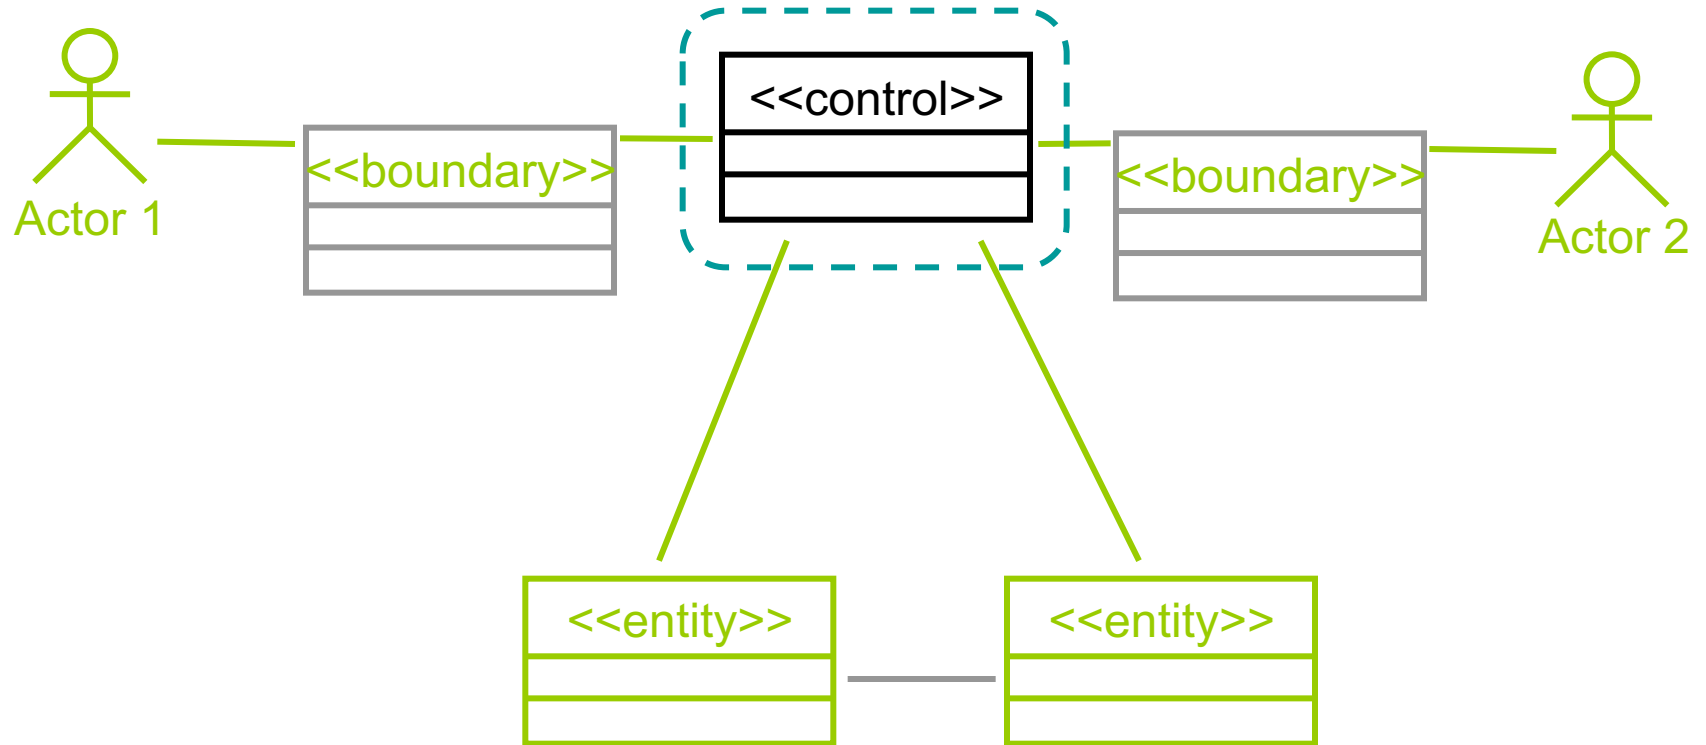 <<control>>
<<boundary>>
<<boundary>>
Actor 1
Actor 2
<<entity>>
<<entity>>